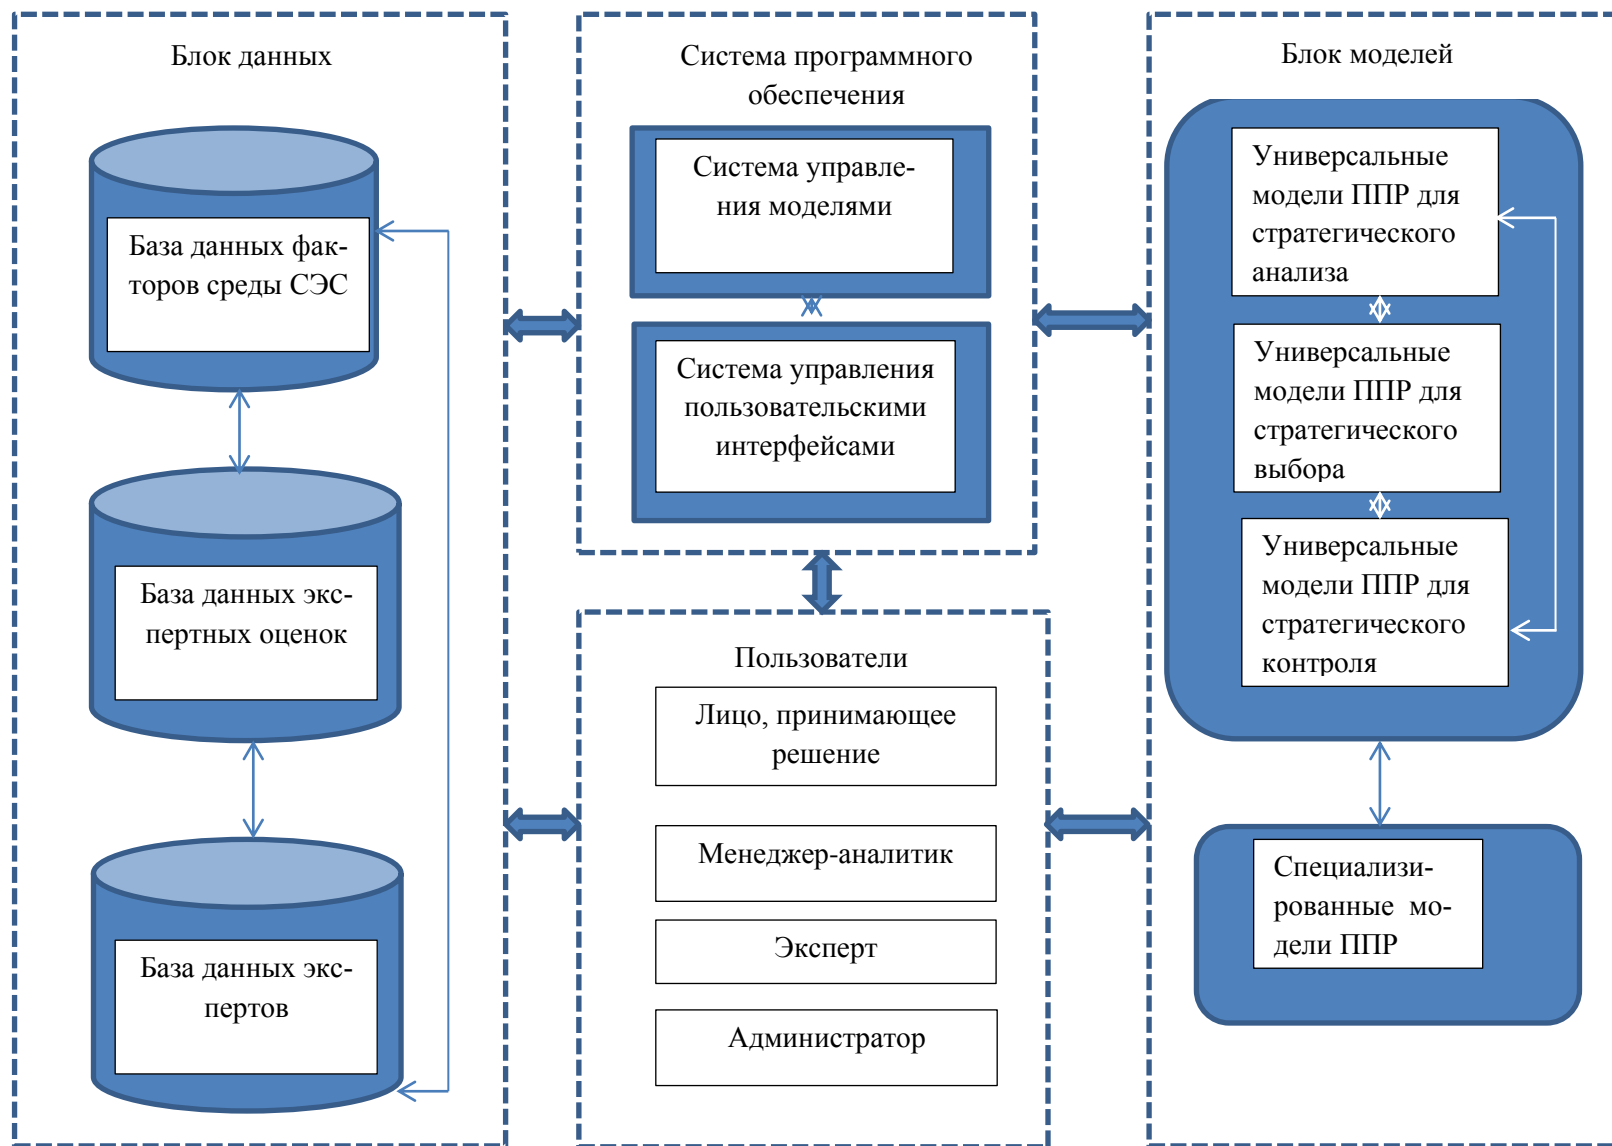 Блок данных
База данных фак-
торов среды СЭС
База данных экс-
пертных оценок
База данных экс-
пертов
Система программного
обеспечения
Система управле-
ния моделями
Система управления
пользовательскими
интерфейсами
Пользователи
Лицо, принимающее
решение
Менеджер-аналитик
Эксперт
Администратор
Блок моделей
Универсальные
модели ППР для
стратегического
анализа
Универсальные
модели ППР для
стратегического
выбора
Универсальные
модели ППР для
стратегического
контроля
Специализи-
рованные мо-
дели ППР